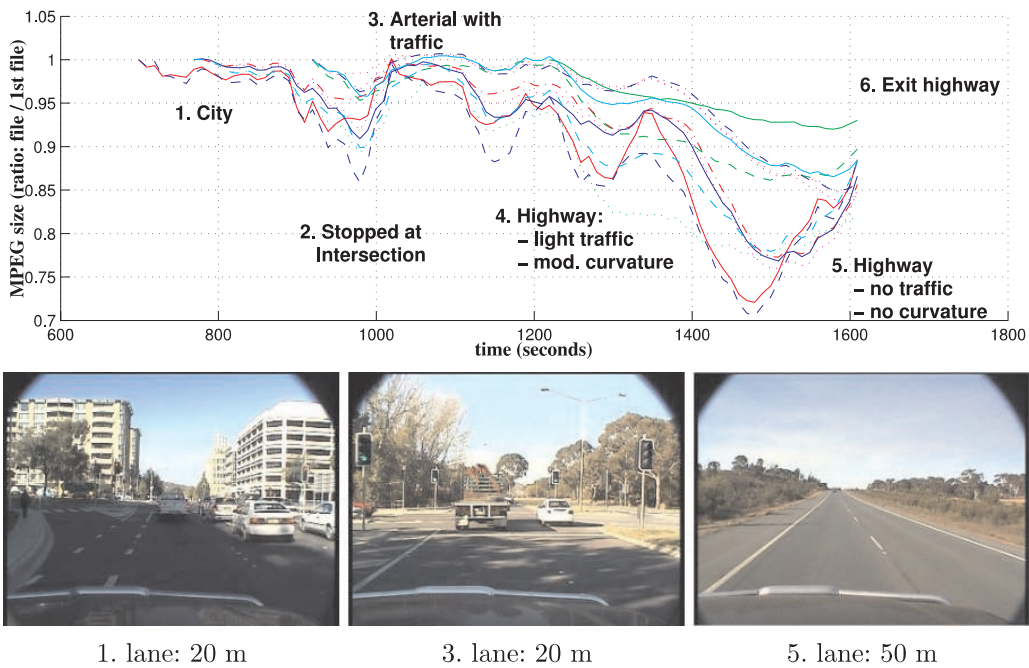 MPEG size (ratio: file / 1st file)
1.05
1
0.95
0.9
0.85
0.8
0.75
0.7
3. Arterial with
traffic
6. Exit highway
1. City
2. Stopped at
Intersection
4. Highway:
– light traffic
– mod. curvature
5. Highway
– no traffic
– no curvature
600
800
1000
1200
1400
1600
1800
time (seconds)
1. lane: 20 m
3. lane: 20 m
5. lane: 50 m